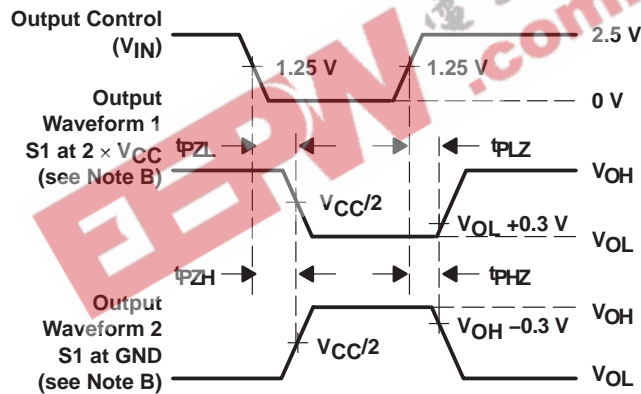 Output Control
(VIN)
2.5 V
1.25 V
1.25 V
0 V
Output
Waveform 1
S1 at 2 × VCC
(see Note B)
tPZL
tPLZ
VOH
VCC/2
VOL +0.3 V
VOL
tPZH
tPHZ
Output
Waveform 2
S1 at GND
(see Note B)
VOH
VOH −0.3 V
VCC/2
VOL
EEPW
.com